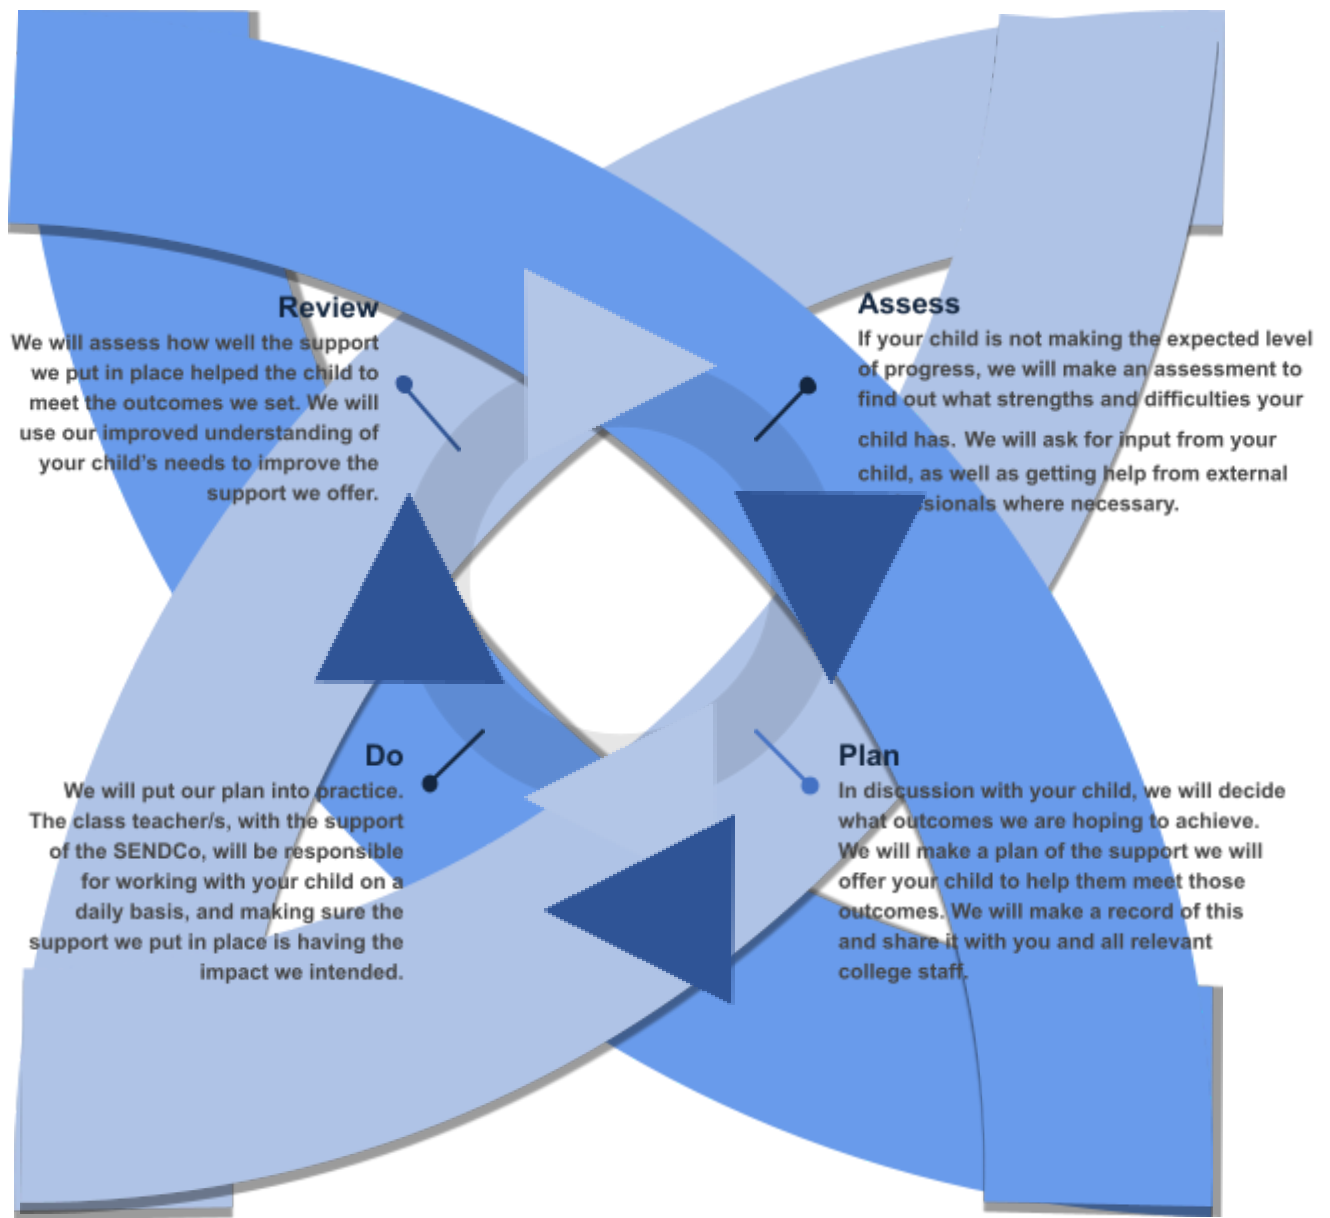 Review
We will assess how well the support
we put in place helped the child to
meet the outcomes we set. We will
use our improved understanding of
your child’s needs to improve the
support we offer.
Assess
If your child is not making the expected level
of progress, we will make an assessment to
find out what strengths and difficulties your
child has. We will ask for input from your
child, as well as getting help from external
sionals where necessary.
Do
We will put our plan into practice.
The class teacher/s, with the support
of the SENDCo, will be responsible
for working with your child on a
daily basis, and making sure the
support we put in place is having the
impact we intended.
Plan
In discussion with your child, we will decide
what outcomes we are hoping to achieve.
We will make a plan of the support we will
offer your child to help them meet those
outcomes. We will make a record of this
and share it with you and all relevant
college staff.